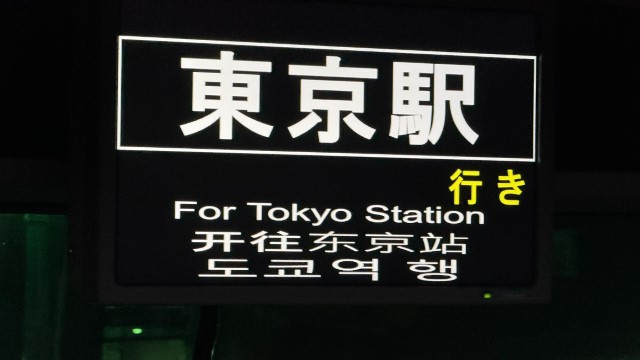 東京駅
行き
For Tokyo Station
开往东京站
도쿄역 행